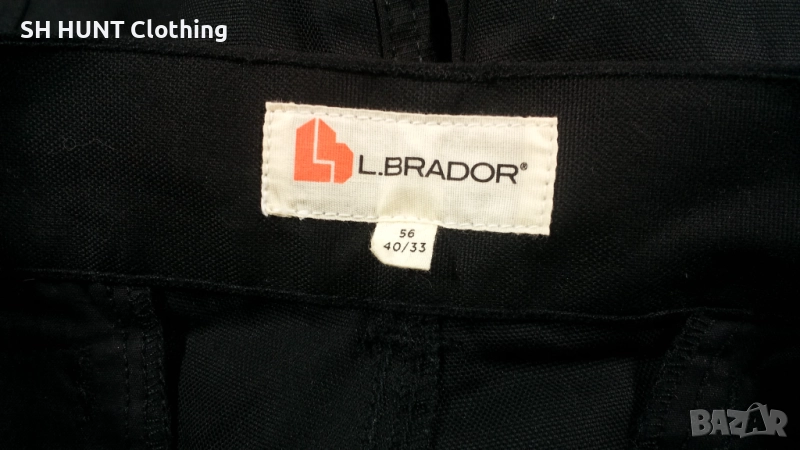 SH HUNT Clothing
L.BRADOR®
56
40/33
BAZAR